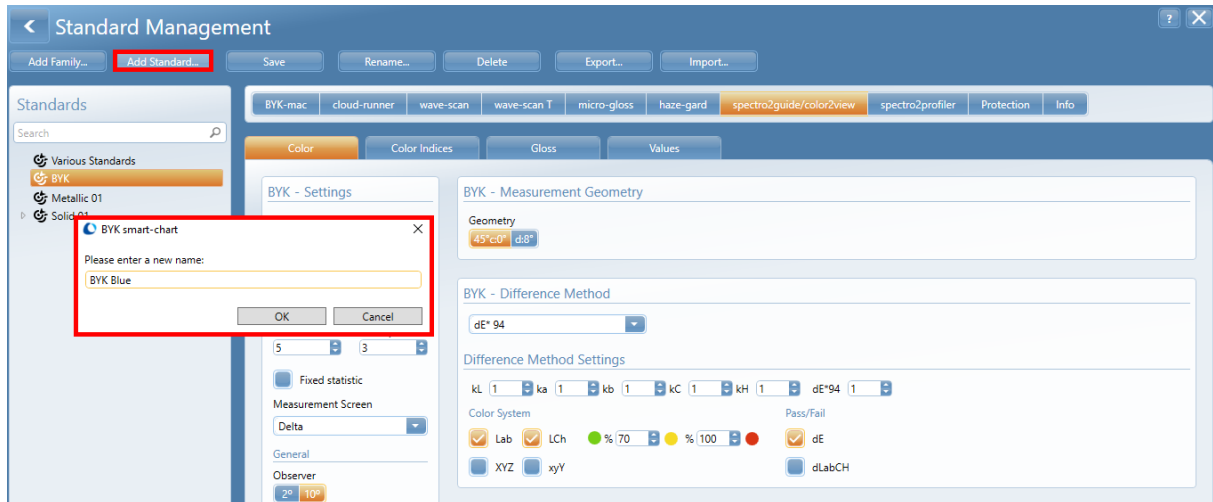 Standard Management
?
Add Family...
Add Standard...
Save
Rename...
Delete
Export...
Import...
Standards
Search
Various Standards
BYK
Metallic 01
Solid 01
BYK-mac
cloud-runner
wave-scan
wave-scan T
micro-gloss
haze-gard
spectro2guide/color2view
spectro2profiler
Protection
Info
Color
Color Indices
Gloss
Values
BYK - Settings
BYK smart-chart
Please enter a new name:
BYK Blue
OK
Cancel
5
3
Fixed statistic
Measurement Screen
Delta
General
Observer
2° 10°
BYK - Measurement Geometry
Geometry
45°c:0° d:8°
BYK - Difference Method
dE* 94
Difference Method Settings
kL 1 ka 1 kb 1 kC 1 kH 1 dE*94 1
Color System
Pass/Fail
Lab LCh % 70 % 100 dE
XYZ xyY dLabCH